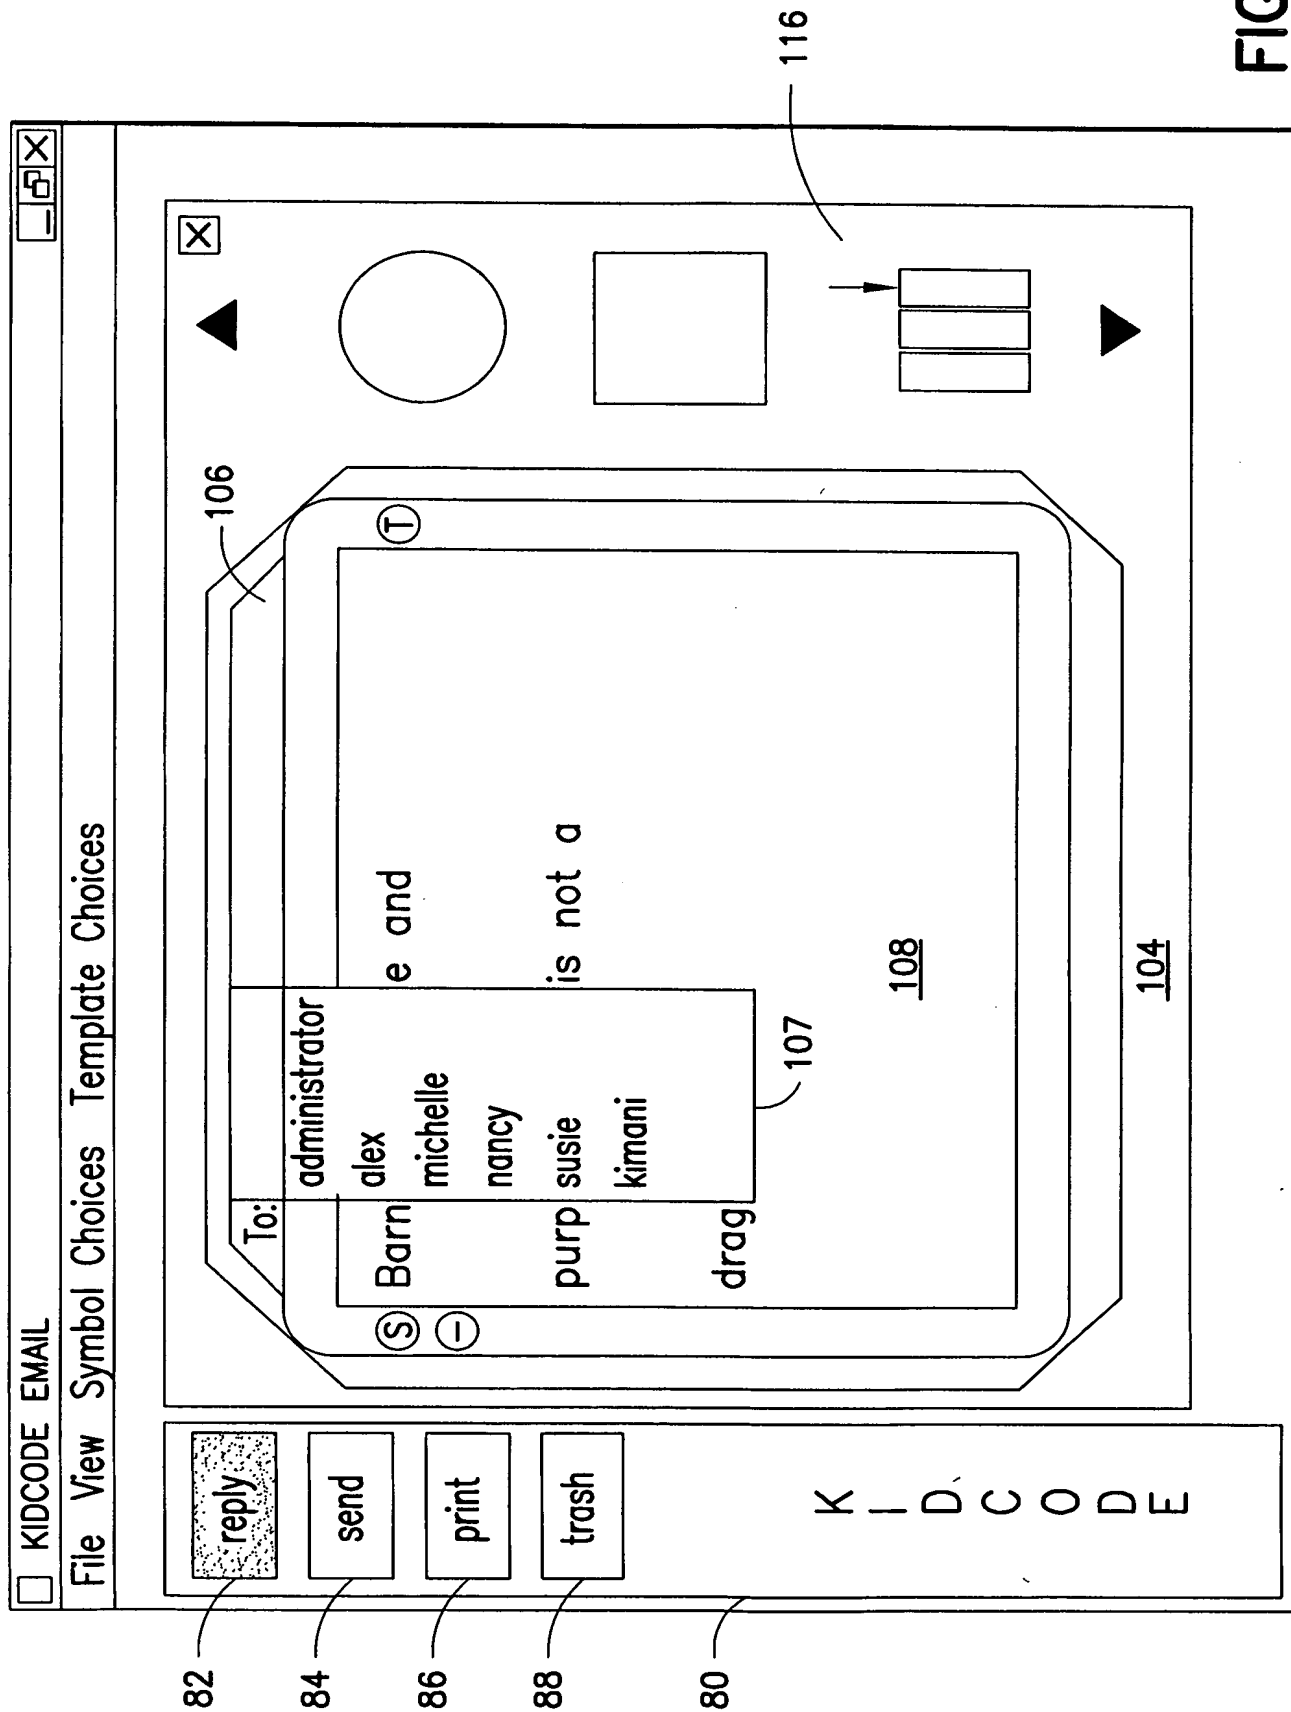 KIDCODE EMAIL
File View Symbol Choices Template Choices
82
reply
84
send
86
print
88
trash
80
K
I
D
C
O
D
E
106
To:
administrator
alex
michelle
nancy
susie
kimani
S
T
Barn e and
purp is not a
drag
107
108
104
116
FIG